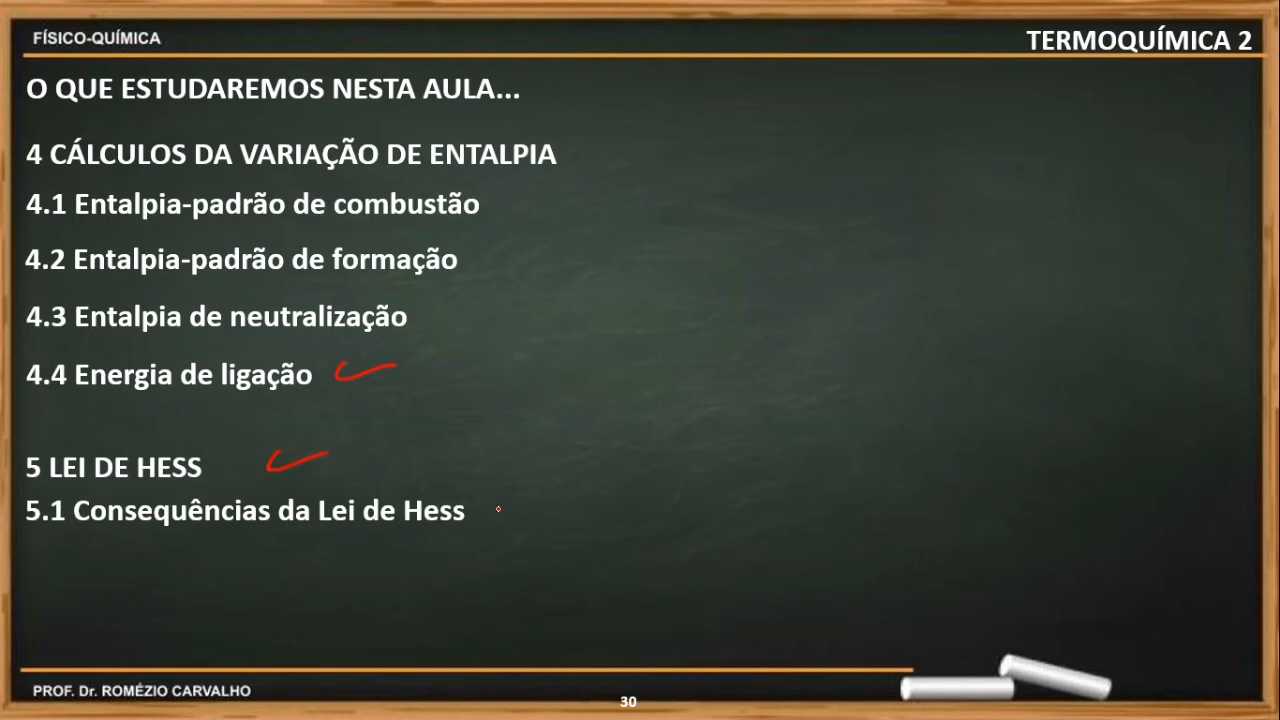 FÍSICO-QUÍMICA
TERMOQUÍMICA 2
O QUE ESTUDAREMOS NESTA AULA...
4 CÁLCULOS DA VARIAÇÃO DE ENTALPIA
4.1 Entalpia-padrão de combustão
4.2 Entalpia-padrão de formação
4.3 Entalpia de neutralização
4.4 Energia de ligação
5 LEI DE HESS
5.1 Consequências da Lei de Hess
PROF. Dr. ROMÉZIO CARVALHO
30